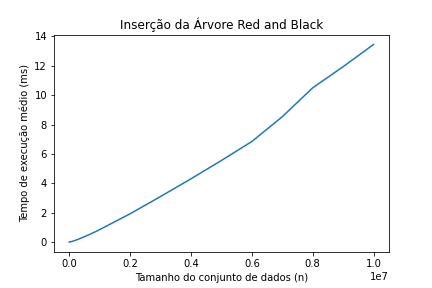 Inserção da Árvore Red and Black
Tempo de execução médio (ms)
14
12
10
8
6
4
2
0
0.0 0.2 0.4 0.6 0.8 1.0
1e7
Tamanho do conjunto de dados (n)